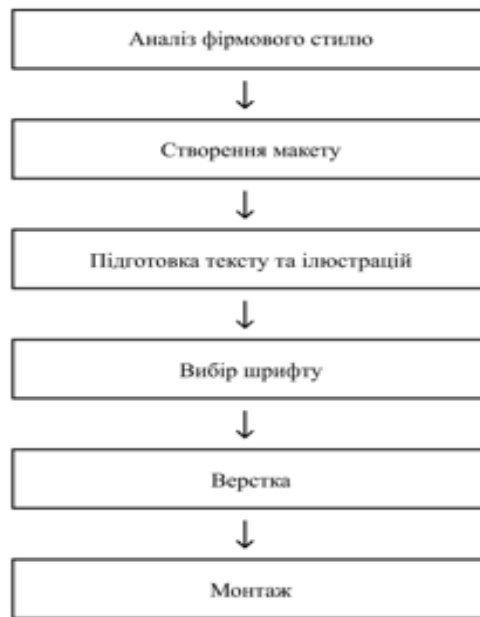 Аналіз фірмового стилю
Створення макету
Підготовка тексту та ілюстрацій
Вибір шрифту
Верстка
Монтаж